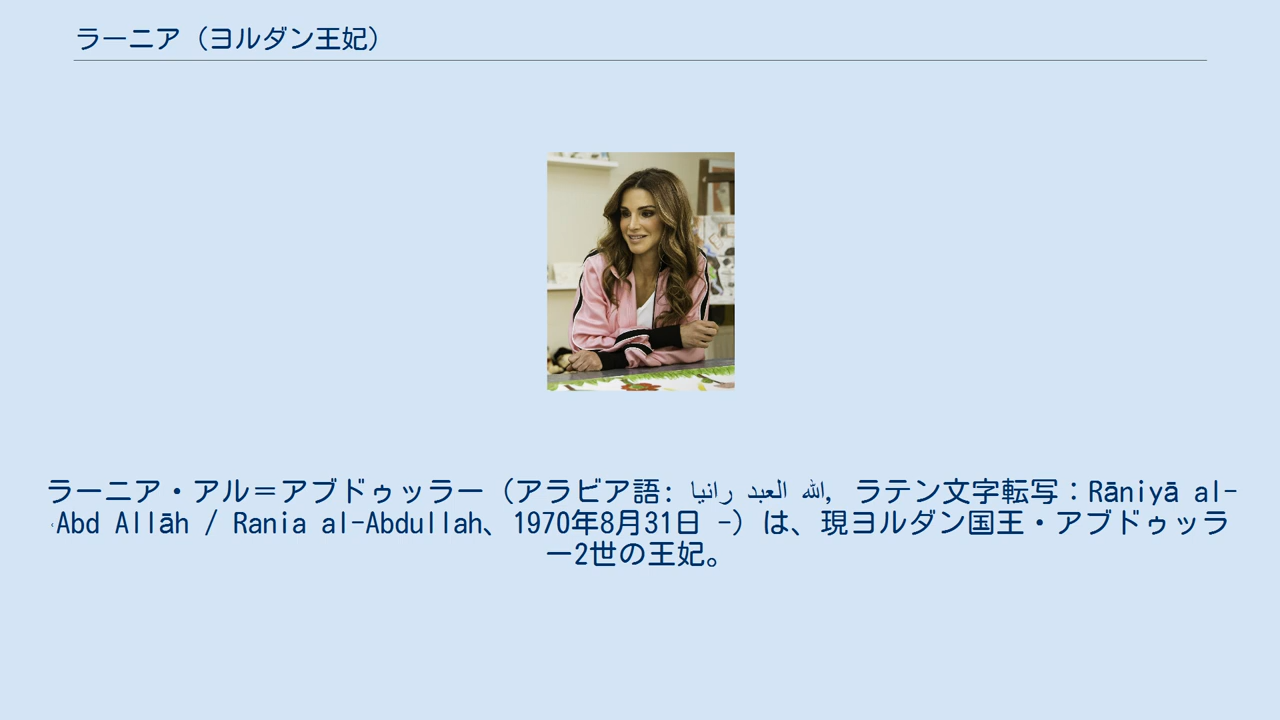 ラーニア（ヨルダン王妃）
ラーニア・アル＝アブドゥッラー（アラビア語: رانيا العبد الله, ラテン文字転写：Rāniyā al-
‘Abd Allāh / Rania al-Abdullah、1970年8月31日 -）は、現ヨルダン国王・アブドゥッラ
ー2世の王妃。